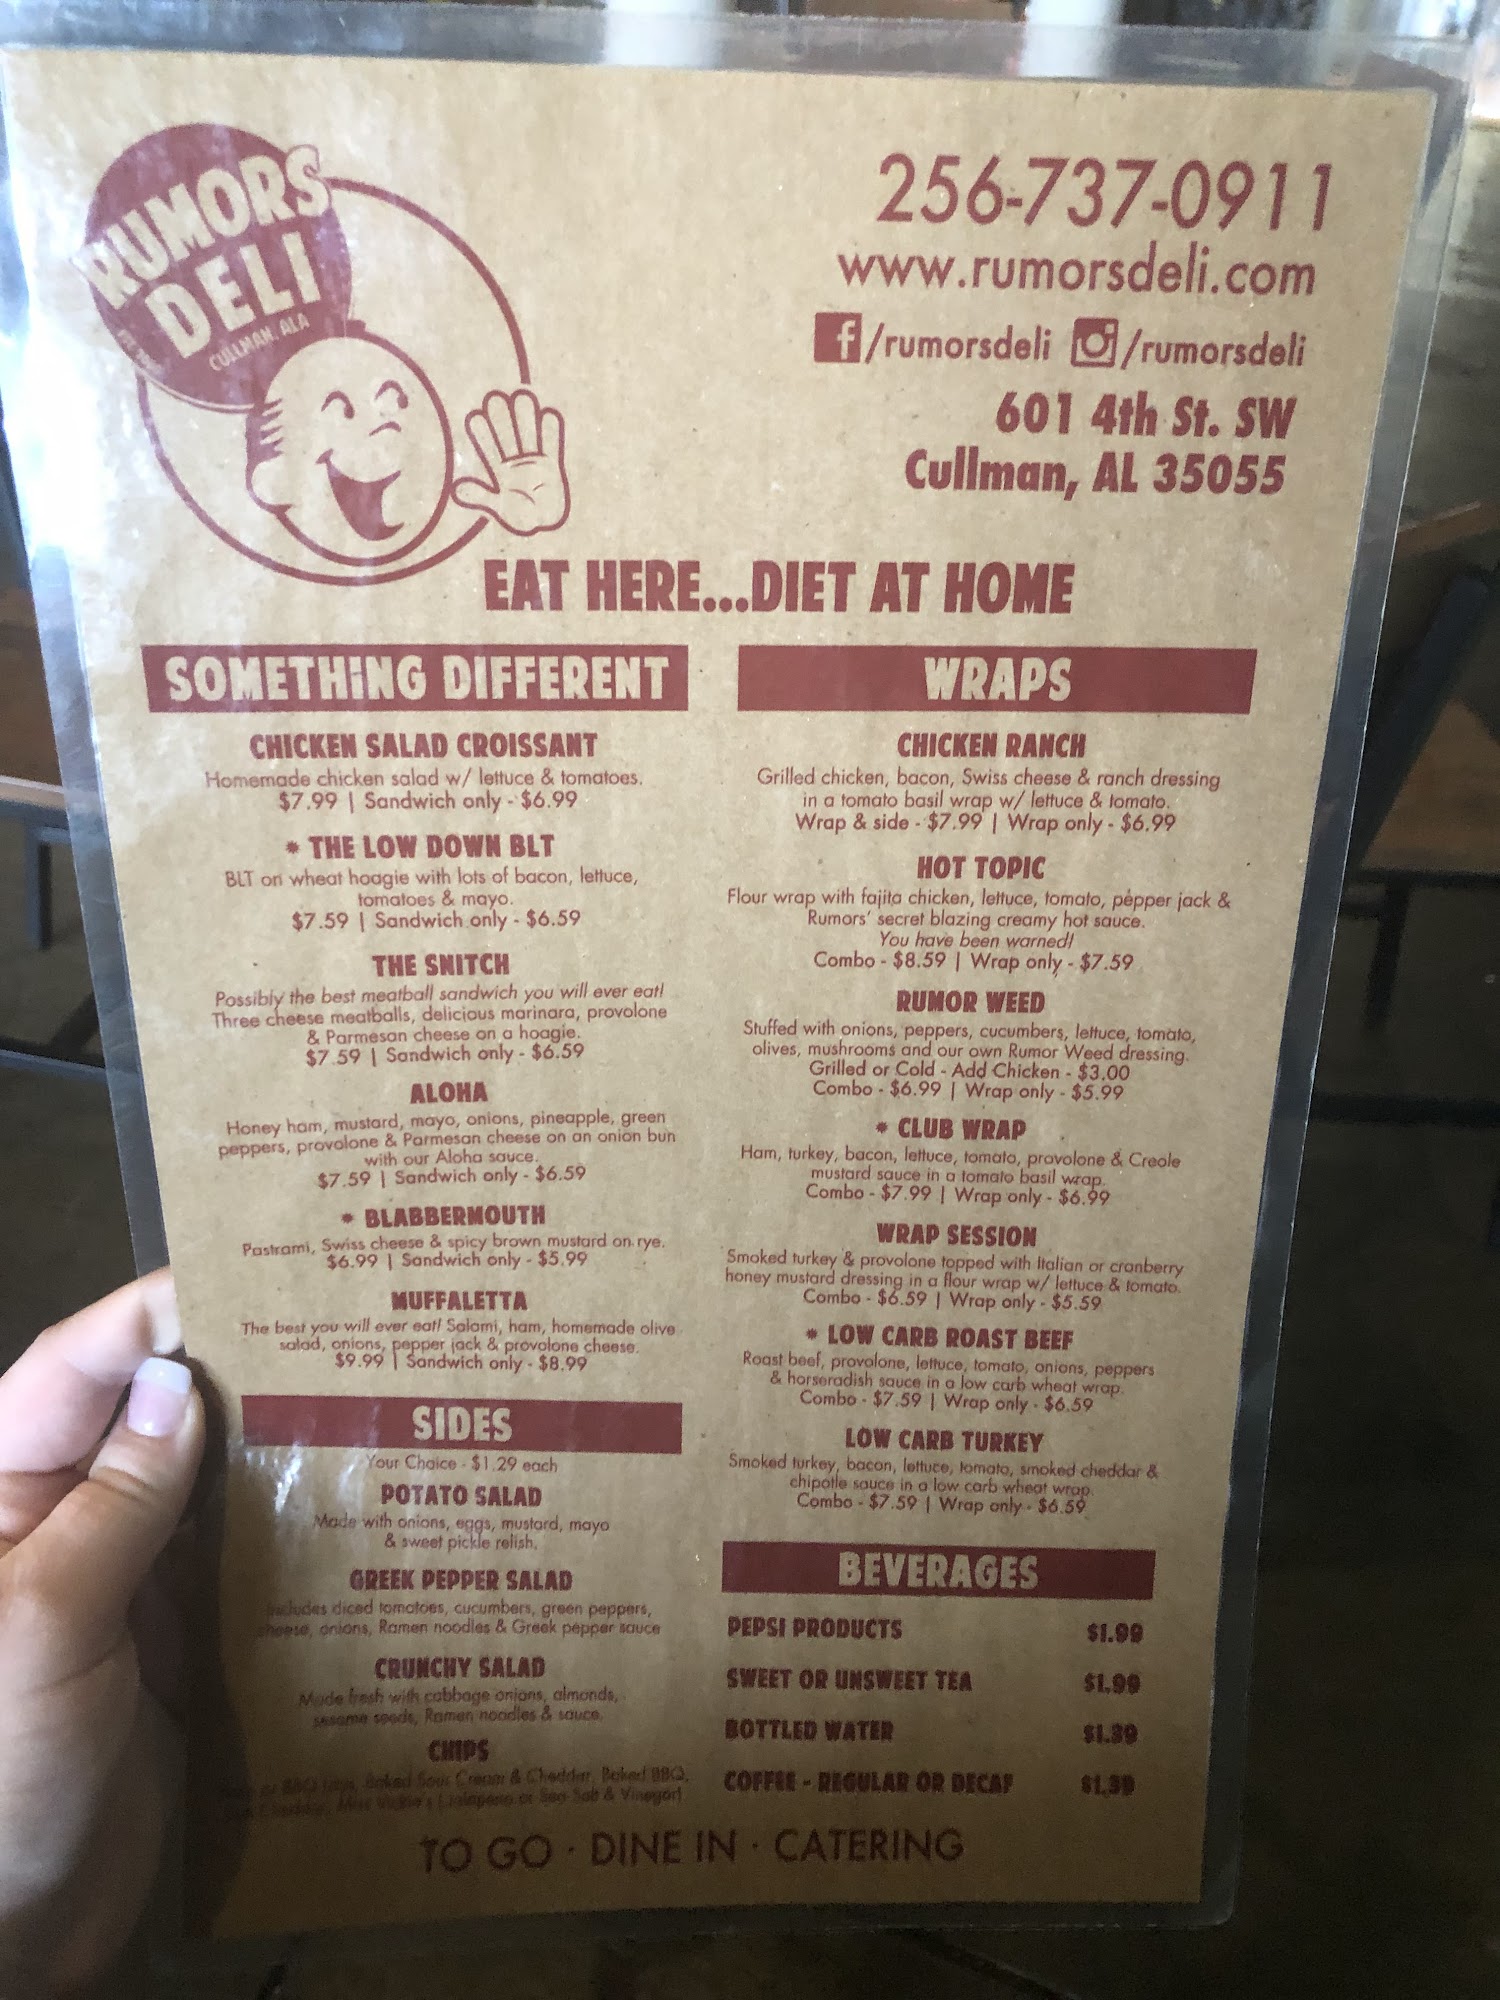 RUMORS
DELI
CULLMAN, ALA
256-737-0911
www.rumorsdeli.com
/rumorsdeli /rumorsdeli
601 4th St. SW
Cullman, AL 35055
EAT HERE...DIET AT HOME
SOMETHING DIFFERENT
CHICKEN SALAD CROISSANT
Homemade chicken salad w/ lettuce & tomatoes.
$7.99 | Sandwich only - $6.99
* THE LOW DOWN BLT
BLT on wheat hoagie with lots of bacon, lettuce,
tomatoes & mayo.
$7.59 | Sandwich only - $6.59
THE SNITCH
Possibly the best meatball sandwich you will ever eat!
Three cheese meatballs, delicious marinara, provolone
& Parmesan cheese on a hoagie.
$7.59 | Sandwich only - $6.59
ALOHA
Honey ham, mustard, mayo, onions, pineapple, green
peppers, provolone & Parmesan cheese on an onion bun
with our Aloha sauce.
$7.59 | Sandwich only - $6.59
* BLABBERMOUTH
Pastrami, Swiss cheese & spicy brown mustard on rye.
$6.99 | Sandwich only - $5.99
MUFFALETTA
The best you will ever eat! Salami, ham, homemade olive
salad, onions, pepper jack & provolone cheese.
$9.99 | Sandwich only - $8.99
SIDES
Your Choice - $1.29 each
POTATO SALAD
Made with onions, eggs, mustard, mayo
& sweet pickle relish.
GREEK PEPPER SALAD
Includes diced tomatoes, cucumbers, green peppers,
cheese, onions, Ramen noodles & Greek pepper sauce
CRUNCHY SALAD
Made fresh with cabbage onions, almonds,
sesame seeds, Ramen noodles & sauce.
CHIPS
Baked Sour Cream & Cheddar, Baked BBQ,
Miss Vickie's (Jalapeno or Sea Salt & Vinegar)
WRAPS
CHICKEN RANCH
Grilled chicken, bacon, Swiss cheese & ranch dressing
in a tomato basil wrap w/ lettuce & tomato.
Wrap & side - $7.99 | Wrap only - $6.99
HOT TOPIC
Flour wrap with fajita chicken, lettuce, tomato, pepper jack &
Rumors' secret blazing creamy hot sauce.
You have been warned!
Combo - $8.59 | Wrap only - $7.59
RUMOR WEED
Stuffed with onions, peppers, cucumbers, lettuce, tomato,
olives, mushrooms and our own Rumor Weed dressing.
Grilled or Cold - Add Chicken - $3.00
Combo - $6.99 | Wrap only - $5.99
* CLUB WRAP
Ham, turkey, bacon, lettuce, tomato, provolone & Creole
mustard sauce in a tomato basil wrap.
Combo - $7.99 | Wrap only - $6.99
WRAP SESSION
Smoked turkey & provolone topped with Italian or cranberry
honey mustard dressing in a flour wrap w/ lettuce & tomato.
Combo - $6.59 | Wrap only - $5.59
* LOW CARB ROAST BEEF
Roast beef, provolone, lettuce, tomato, onions, peppers
& horseradish sauce in a low carb wheat wrap.
Combo - $7.59 | Wrap only - $6.59
LOW CARB TURKEY
Smoked turkey, bacon, lettuce, tomato, smoked cheddar &
chipotle sauce in a low carb wheat wrap.
Combo - $7.59 | Wrap only - $6.59
BEVERAGES
PEPSI PRODUCTS $1.99
SWEET OR UNSWEET TEA $1.99
BOTTLED WATER $1.39
COFFEE - REGULAR OR DECAF $1.39
TO GO · DINE IN · CATERING